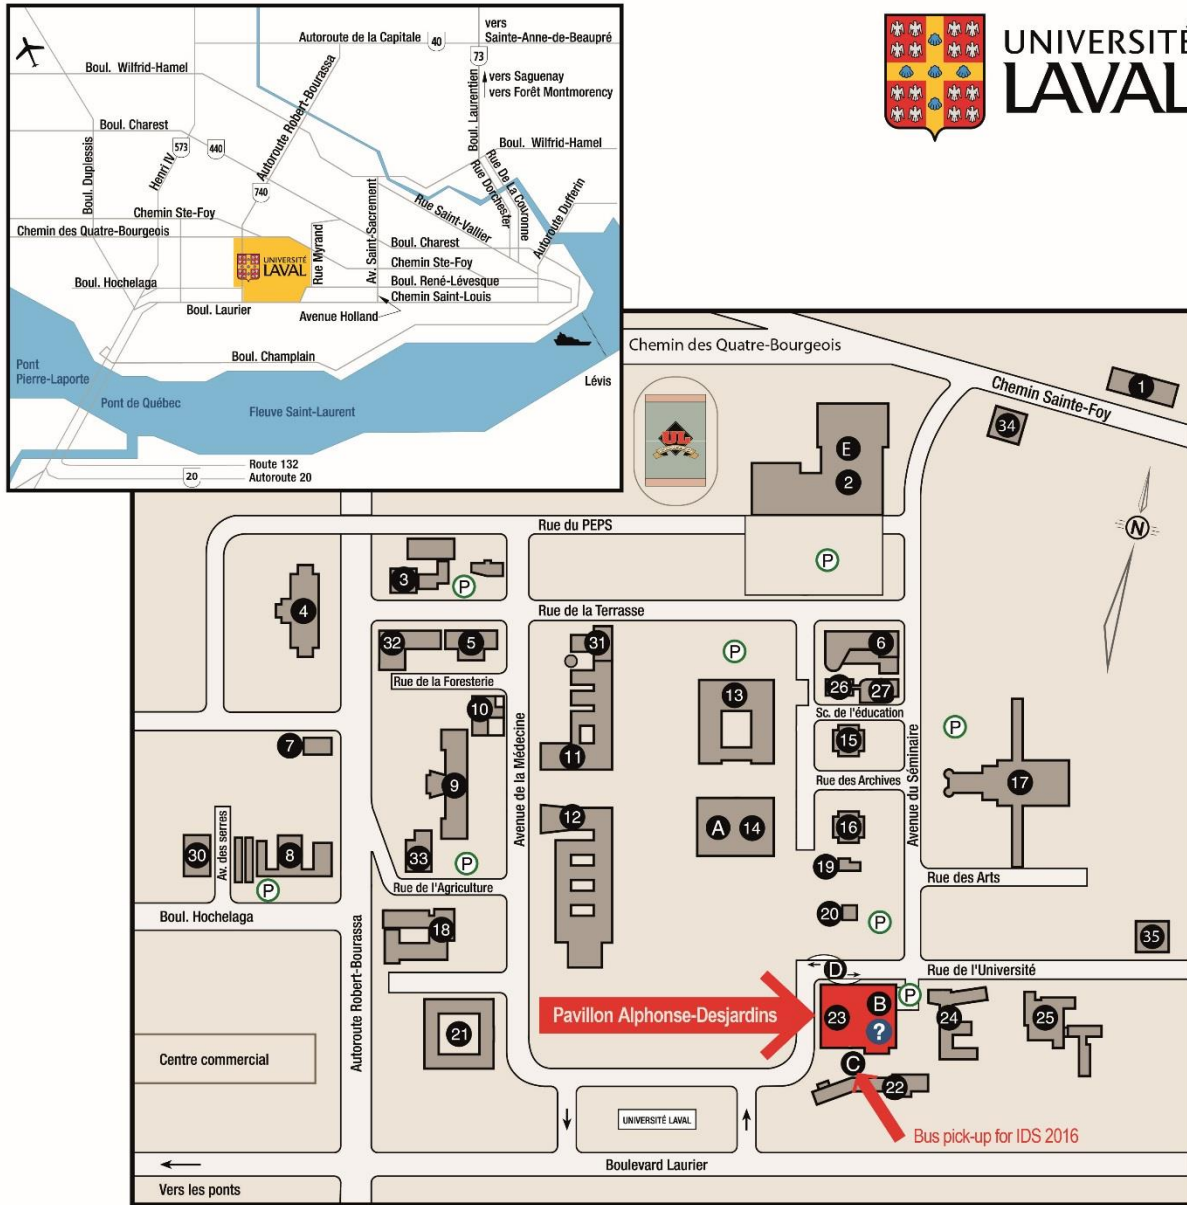 UNIVERSITÉ
LAVAL
vers
Sainte-Anne-de-Beaupré
Autoroute de la Capitale
40
73
vers Saguenay
vers Forêt Montmorency
Boul. Wilfrid-Hamel
Autoroute Robert-Bourassa
Boul. Laurentien
Boul. Charest
573
440
Boul. Wilfrid-Hamel
Boul. Duplessis
Henri IV
740
Rue De La Couronne
Rue Dorchester
Autoroute Dufferin
Av. Saint-Sacrement
Rue Saint-Vallier
Chemin Ste-Foy
Chemin des Quatre-Bourgeois
Rue Myrand
Boul. Charest
UNIVERSITÉ
LAVAL
Chemin Ste-Foy
Boul. Hochelaga
Boul. René-Lévesque
Chemin Saint-Louis
Boul. Laurier
Avenue Holland
Boul. Champlain
Pont
Pierre-Laporte
Pont de Québec
Fleuve Saint-Laurent
Lévis
Route 132
20
Autoroute 20
Chemin des Quatre-Bourgeois
Chemin Sainte-Foy
1
34
UL
E
2
N
Rue du PEPS
P
3
P
4
Rue de la Terrasse
32
5
31
P
6
Rue de la Foresterie
26
27
10
13
Sc. de l'éducation
P
7
11
15
9
Avenue de la Médecine
Rue des Archives
Avenue du Séminaire
17
12
A
14
16
30
Av. des serres
8
33
P
19
Rue des Arts
P
Rue de l'Agriculture
Boul. Hochelaga
20
P
18
35
D
Rue de l'Université
Autoroute Robert-Bourassa
Pavillon Alphonse-Desjardins
23
B
?
P
24
25
21
Centre commercial
C
22
UNIVERSITÉ LAVAL
Bus pick-up for IDS 2016
Boulevard Laurier
Vers les ponts